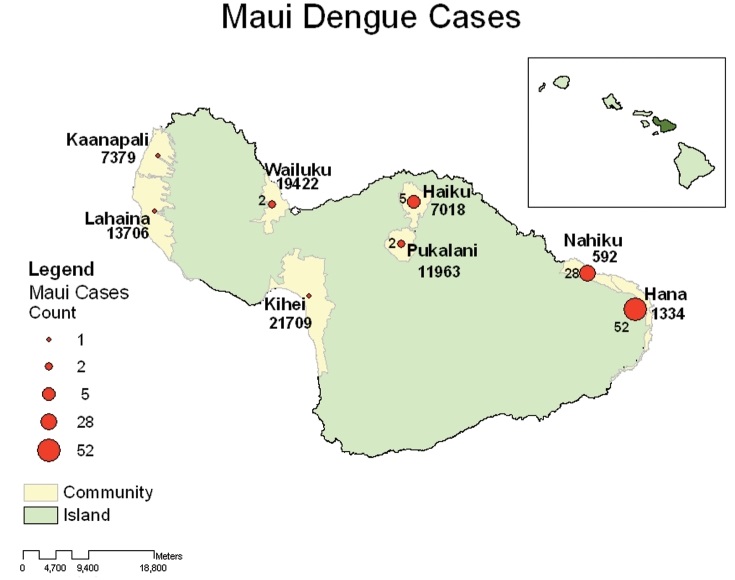 Maui Dengue Cases
Kaanapali
7379
Lahaina
13706
Wailuku
19422
2
Haiku
7018
5
Pukalani
11963
2
Kihei
21709
Nahiku
592
28
Hana
1334
52
Legend
Maui Cases
Count
1
2
5
28
52
Community
Island
Meters
0 4,700 9,400 18,800